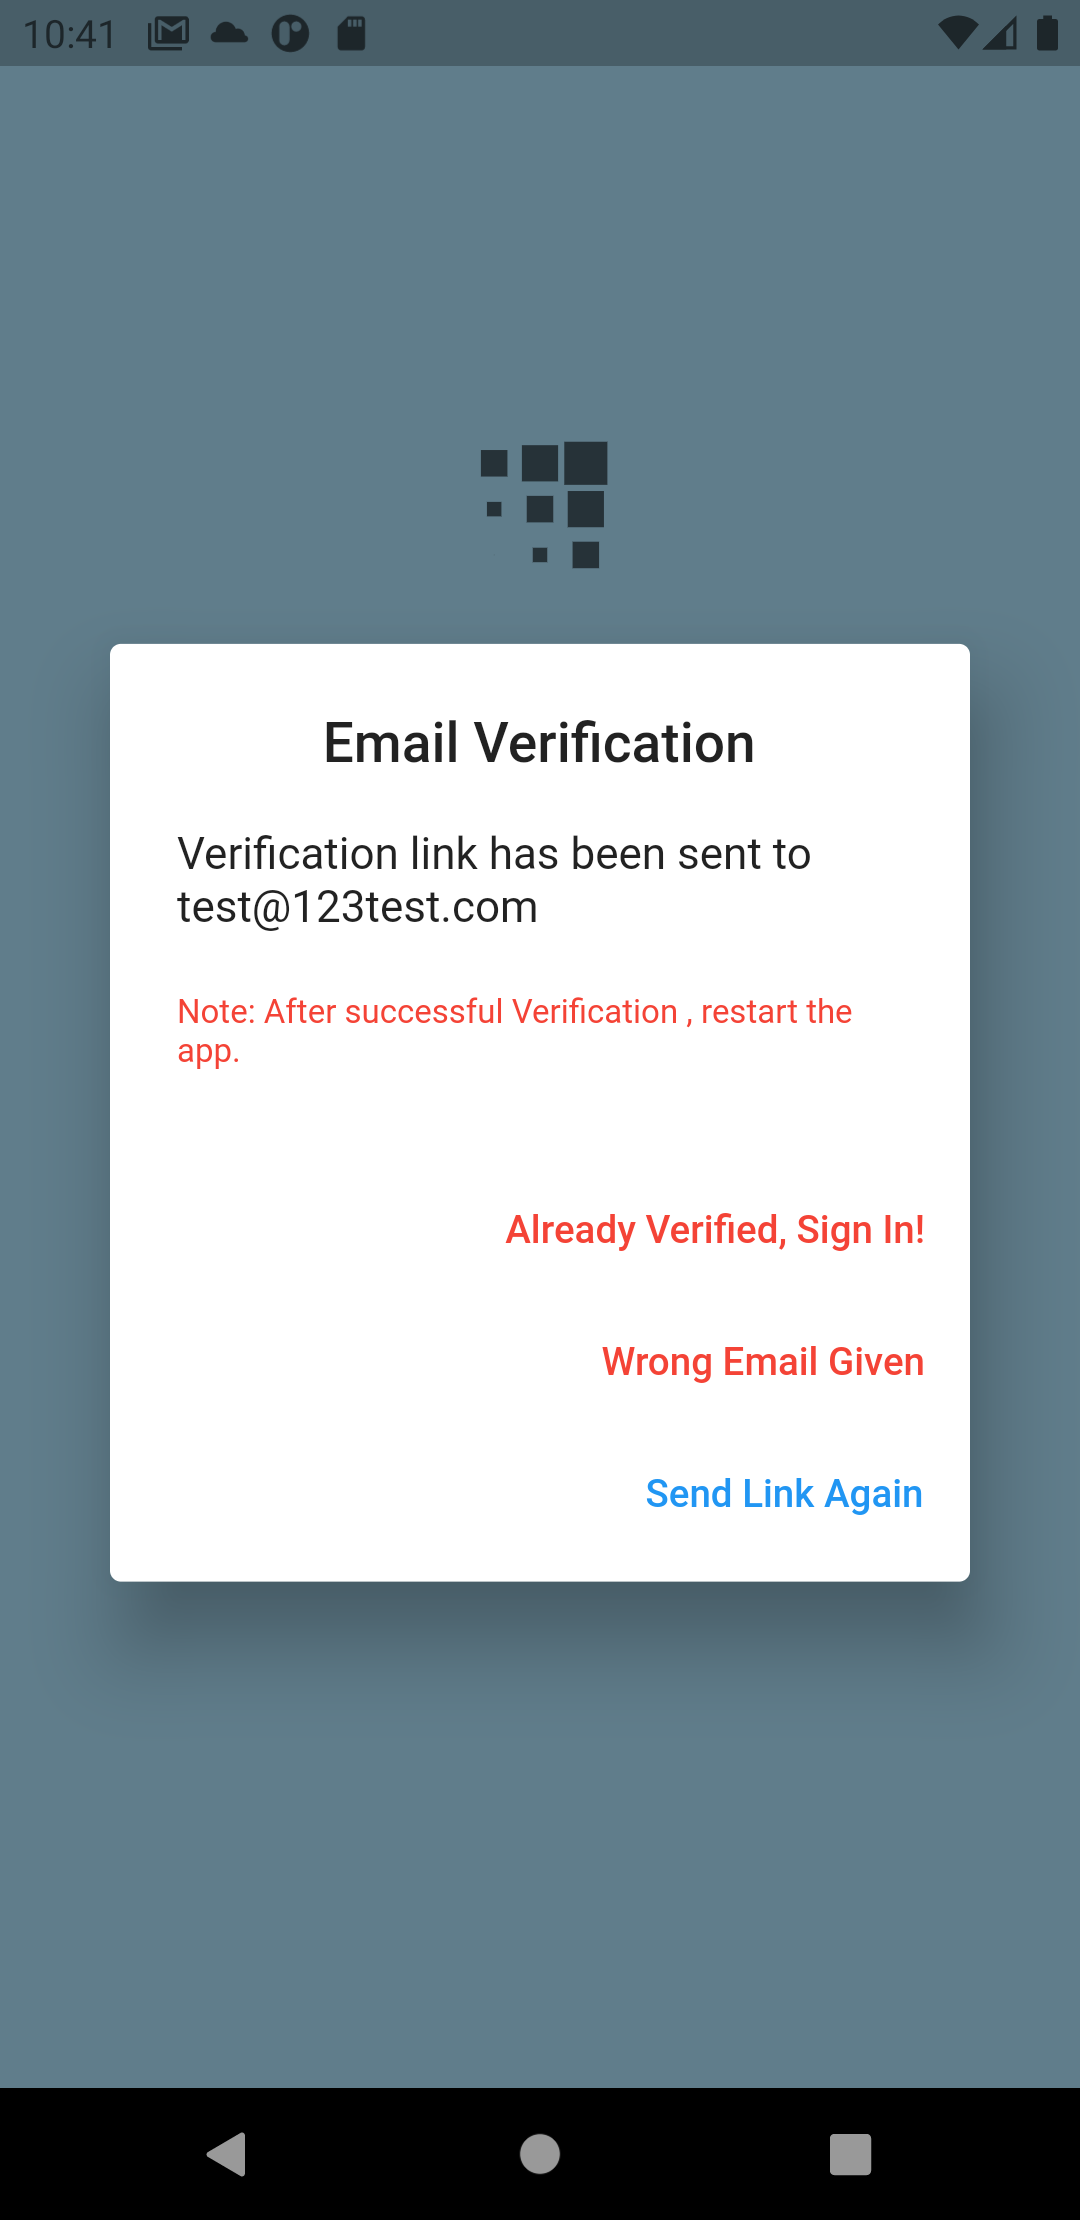 10:41
Email Verification
Verification link has been sent to
test@123test.com
Note: After successful Verification , restart the
app.
Already Verified, Sign In!
Wrong Email Given
Send Link Again